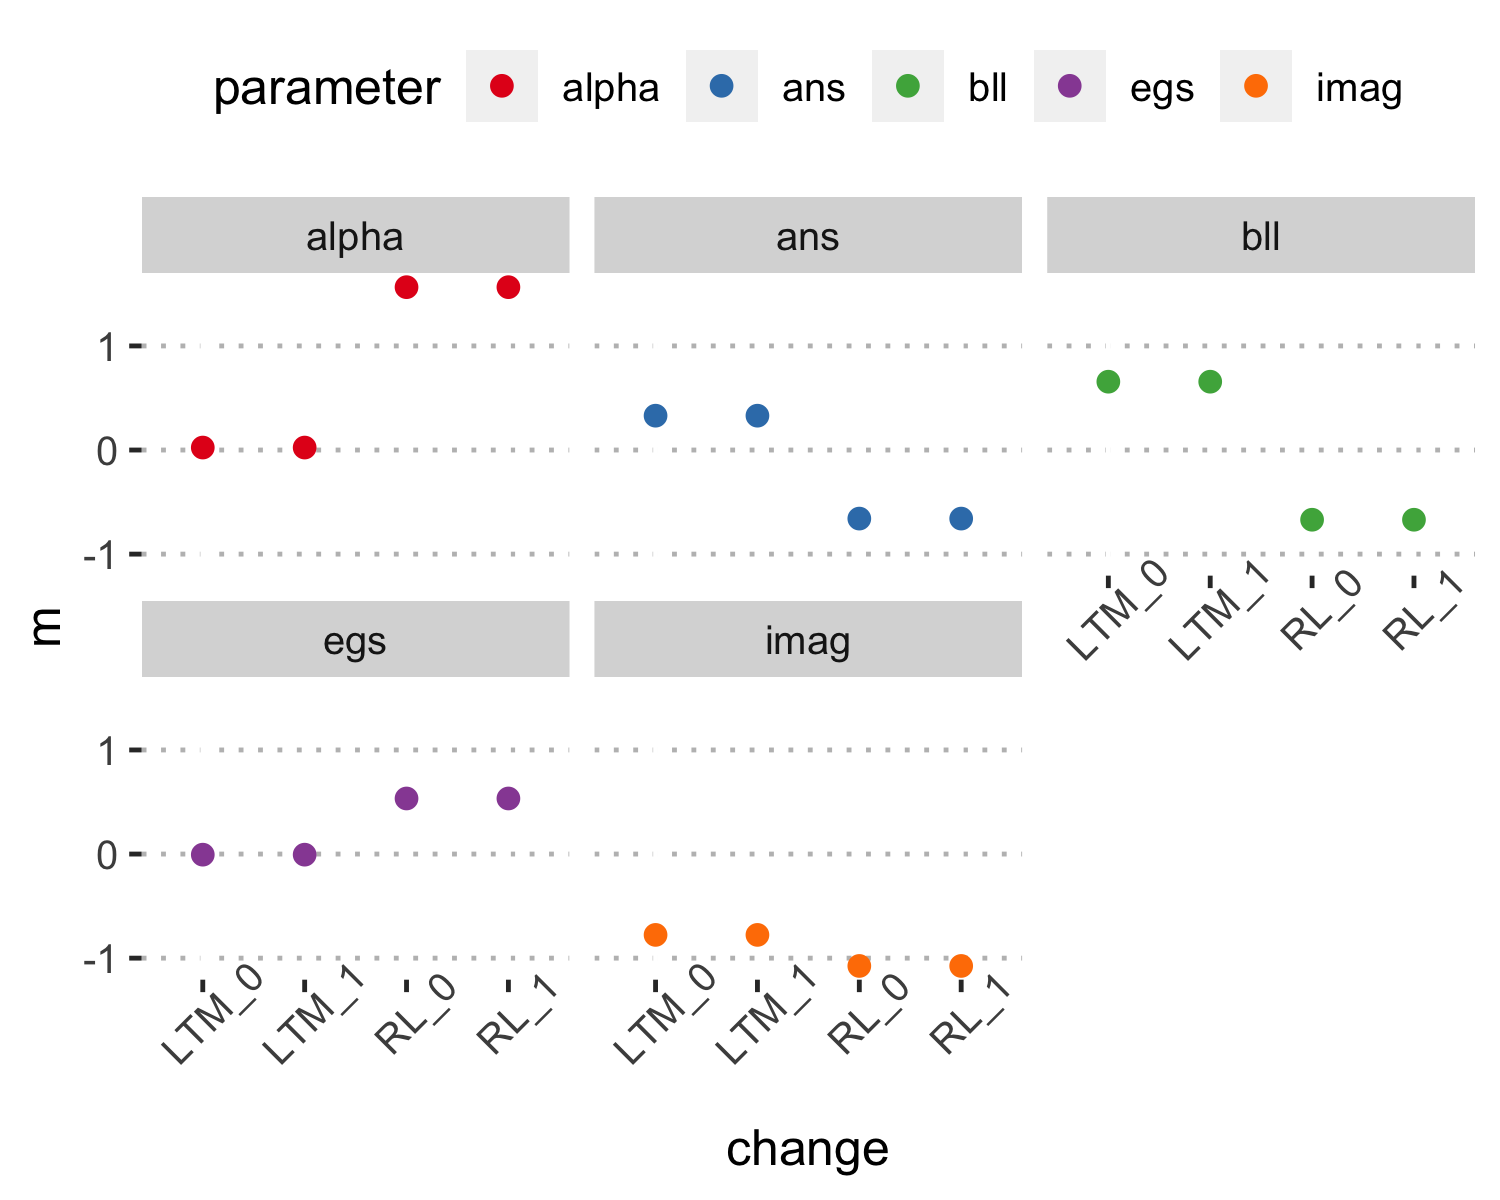 parameter alpha ans bll egs imag
alpha ans bll
1
0
-1
LTM_0 LTM_1 RL_0 RL_1
m
egs imag
1
0
-1
LTM_0 LTM_1 RL_0 RL_1 LTM_0 LTM_1 RL_0 RL_1
change